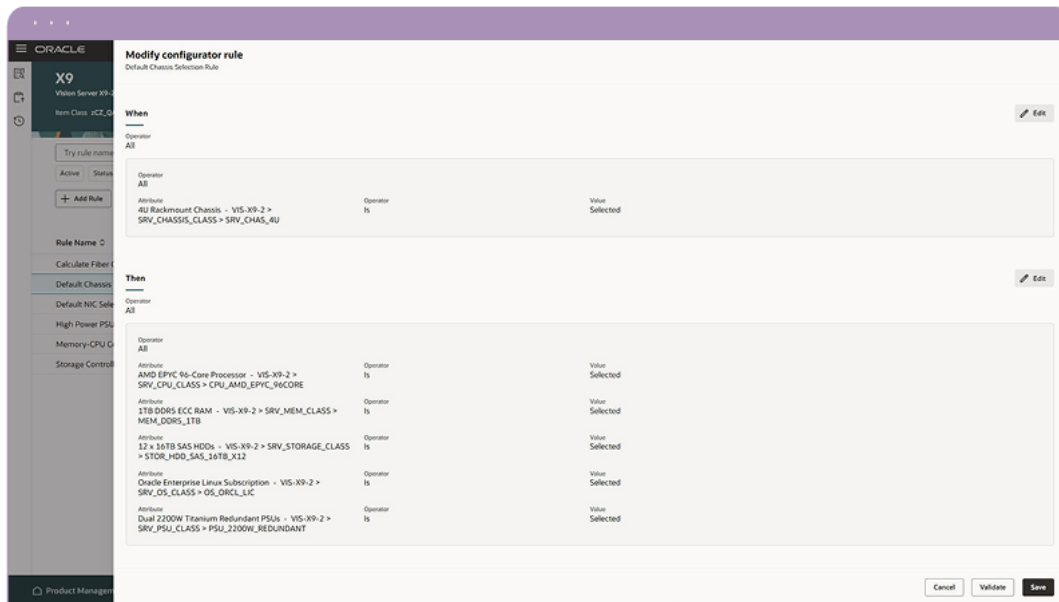 ORACLE
X9
Vision Server X9-2
Item Class zCZ_Q
Try rule name
Active Status
+ Add Rule
Rule Name
Calculate Fiber
Default Chassis
Default NIC Sele
High Power PSU
Memory-CPU C
Storage Control
Product Managem
Modify configurator rule
Default Chassis Selection Rule
When
Edit
Operator
All
Operator
All
Attribute Operator Value
4U Rackmount Chassis - VIS-X9-2 > Is Selected
SRV_CHASSIS_CLASS > SRV_CHAS_4U
Then
Edit
Operator
All
Operator
All
Attribute Operator Value
AMD EPYC 96-Core Processor - VIS-X9-2 > Is Selected
SRV_CPU_CLASS > CPU_AMD_EPYC_96CORE
Attribute Operator Value
1TB DDR5 ECC RAM - VIS-X9-2 > SRV_MEM_CLASS > Is Selected
MEM_DDR5_1TB
Attribute Operator Value
12 x 16TB SAS HDDs - VIS-X9-2 > SRV_STORAGE_CLASS Is Selected
> STOR_HDD_SAS_16TB_X12
Attribute Operator Value
Oracle Enterprise Linux Subscription - VIS-X9-2 > Is Selected
SRV_OS_CLASS > OS_ORCL_LIC
Attribute Operator Value
Dual 2200W Titanium Redundant PSUs - VIS-X9-2 > Is Selected
SRV_PSU_CLASS > PSU_2200W_REDUNDANT
Cancel Validate Save